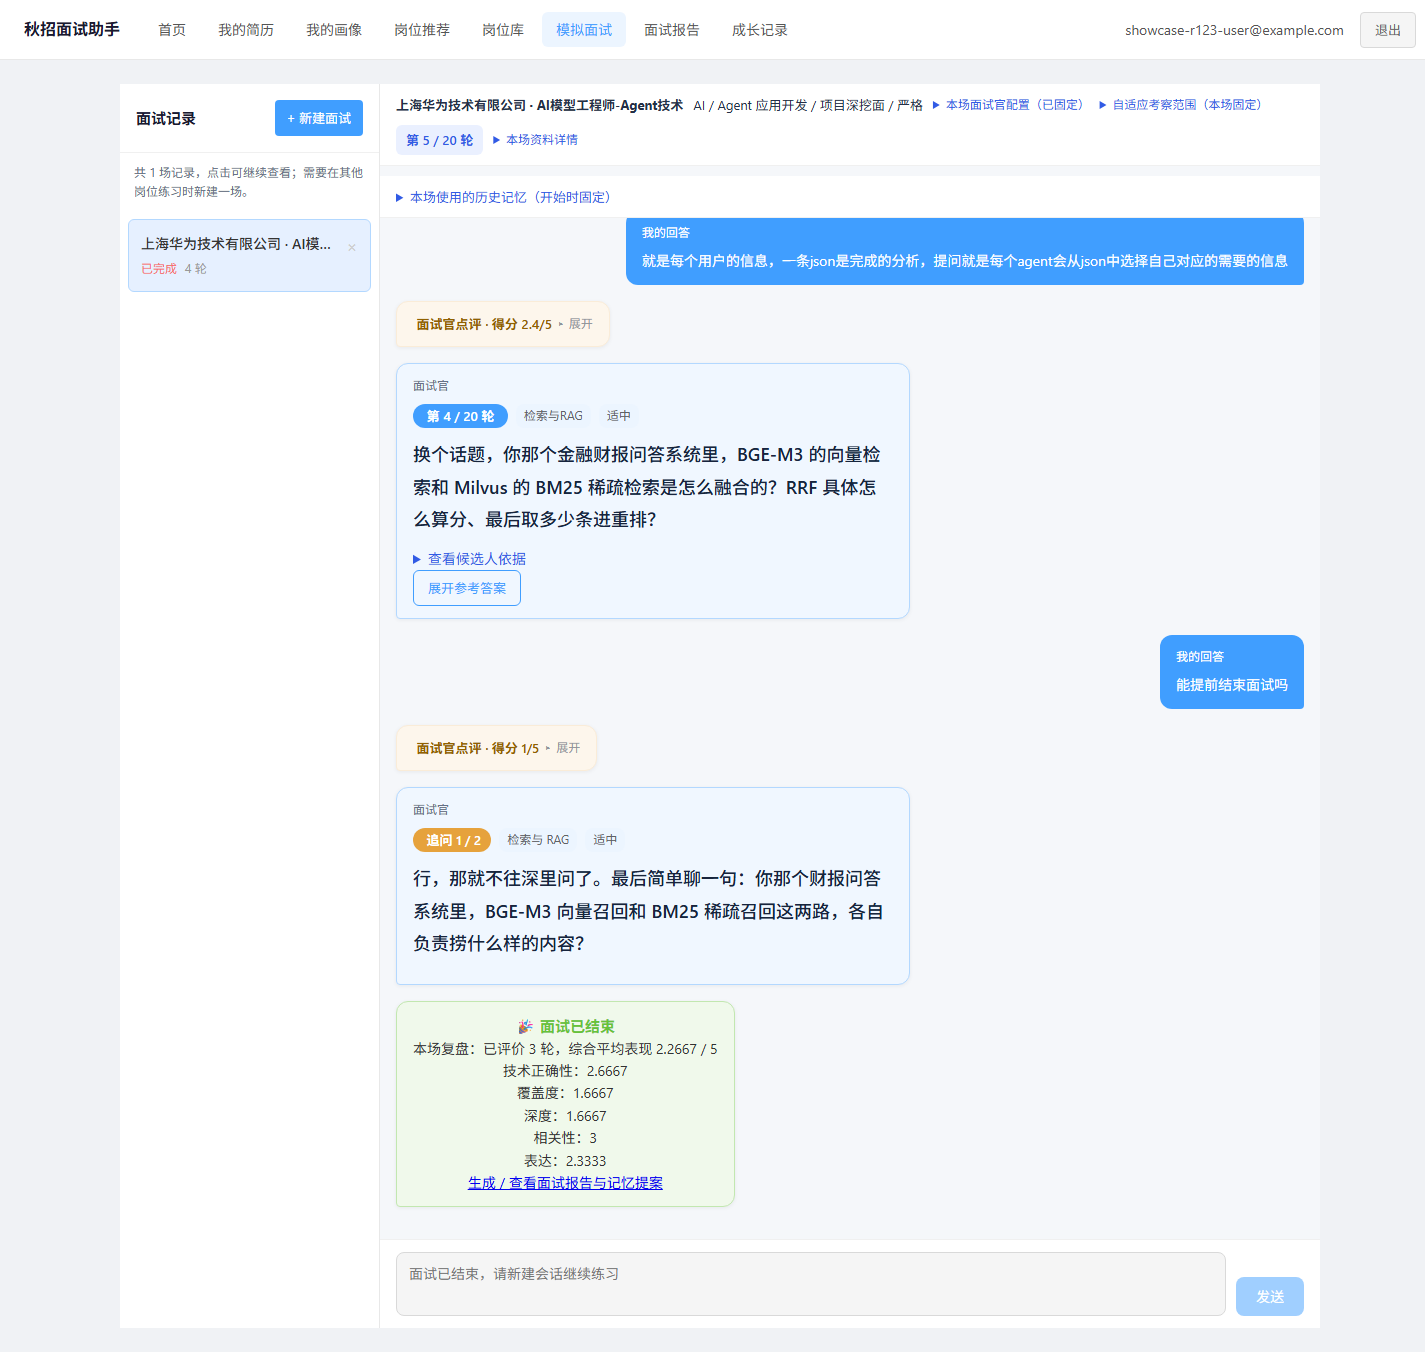 秋招面试助手
首页
我的简历
我的画像
岗位推荐
岗位库
模拟面试
面试报告
成长记录
showcase-r123-user@example.com
退出
面试记录
+ 新建面试
共 1 场记录，点击可继续查看；需要在其他
岗位练习时新建一场。
上海华为技术有限公司 · AI模...
×
已完成 4 轮
上海华为技术有限公司 · AI模型工程师-Agent技术 AI / Agent 应用开发 / 项目深挖面 / 严格 ▶ 本场面试官配置（已固定） ▶ 自适应考察范围（本场固定）
第 5 / 20 轮 ▶ 本场资料详情
▶ 本场使用的历史记忆（开始时固定）
我的回答
就是每个用户的信息，一条json是完成的分析，提问就是每个agent会从json中选择自己对应的需要的信息
面试官点评 · 得分 2.4/5 ▸ 展开
面试官
第 4 / 20 轮 检索与RAG 适中
换个话题，你那个金融财报问答系统里，BGE-M3 的向量检
索和 Milvus 的 BM25 稀疏检索是怎么融合的？RRF 具体怎
么算分、最后取多少条进重排？
▶ 查看候选人依据
展开参考答案
我的回答
能提前结束面试吗
面试官点评 · 得分 1/5 ▸ 展开
面试官
追问 1 / 2 检索与 RAG 适中
行，那就不往深里问了。最后简单聊一句：你那个财报问答
系统里，BGE-M3 向量召回和 BM25 稀疏召回这两路，各自
负责捞什么样的内容？
🎉 面试已结束
本场复盘：已评价 3 轮，综合平均表现 2.2667 / 5
技术正确性：2.6667
覆盖度：1.6667
深度：1.6667
相关性：3
表达：2.3333
生成 / 查看面试报告与记忆提案
面试已结束，请新建会话继续练习
发送